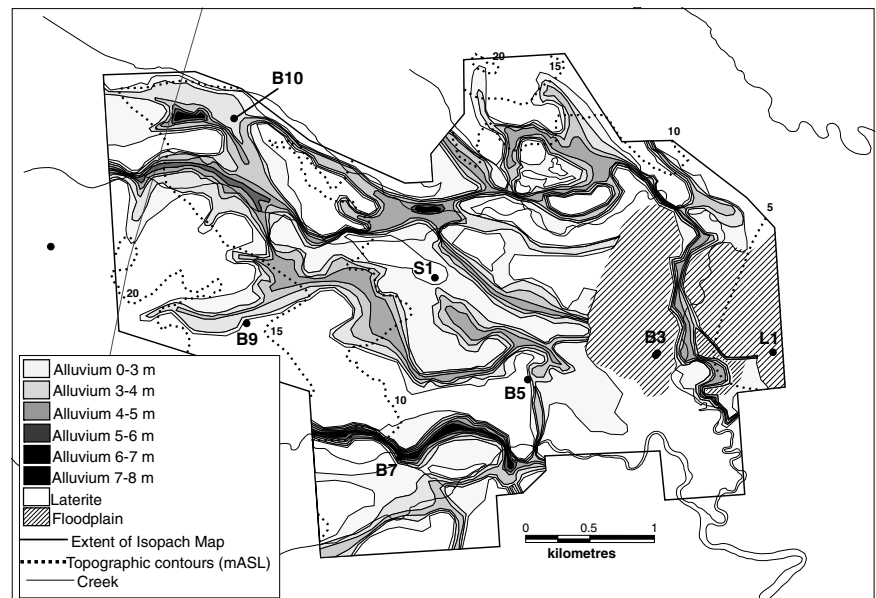 20
15
B10
10
5
S1
20
B9
15
B3
L1
B5
10
B7
Alluvium 0-3 m
Alluvium 3-4 m
Alluvium 4-5 m
Alluvium 5-6 m
Alluvium 6-7 m
Alluvium 7-8 m
Laterite
Floodplain
Extent of Isopach Map
Topographic contours (mASL)
Creek
0 0.5 1
kilometres